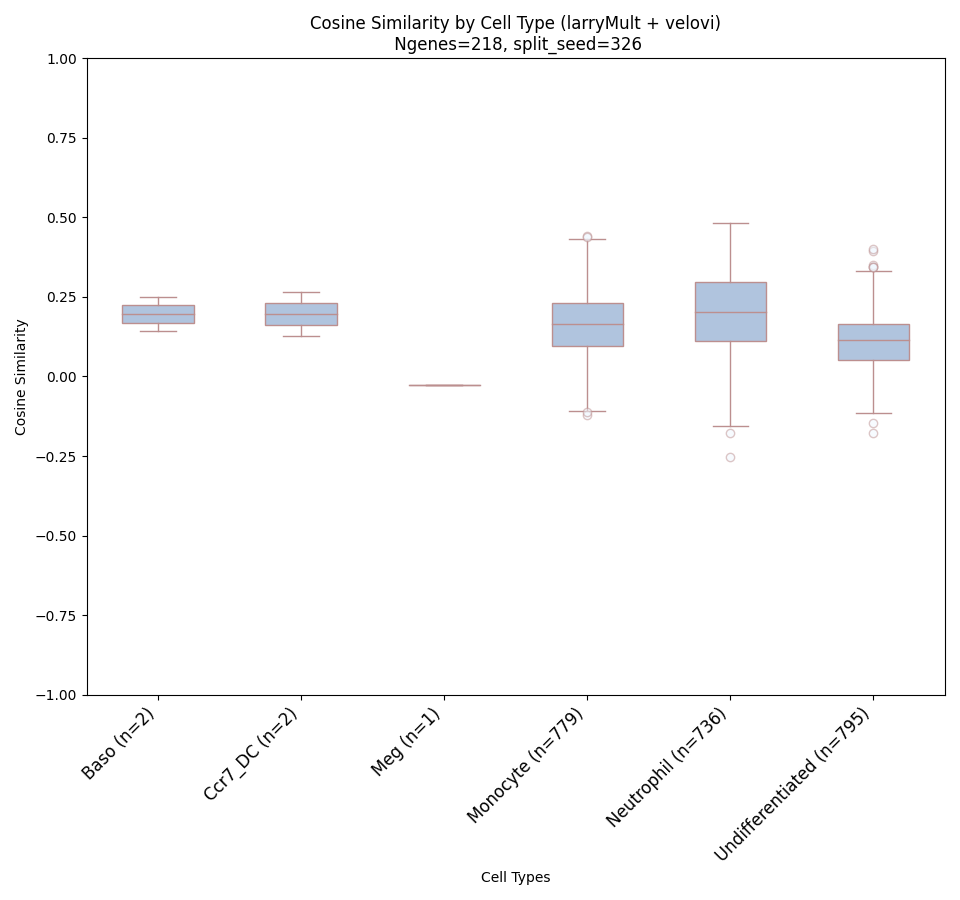 Cosine Similarity by Cell Type (larryMult + velovi)
Ngenes=218, split_seed=326
1.00
0.75
0.50
0.25
0.00
−0.25
−0.50
−0.75
−1.00
Cosine Similarity
Baso (n=2)
Ccr7_DC (n=2)
Meg (n=1)
Monocyte (n=779)
Neutrophil (n=736)
Undifferentiated (n=795)
Cell Types